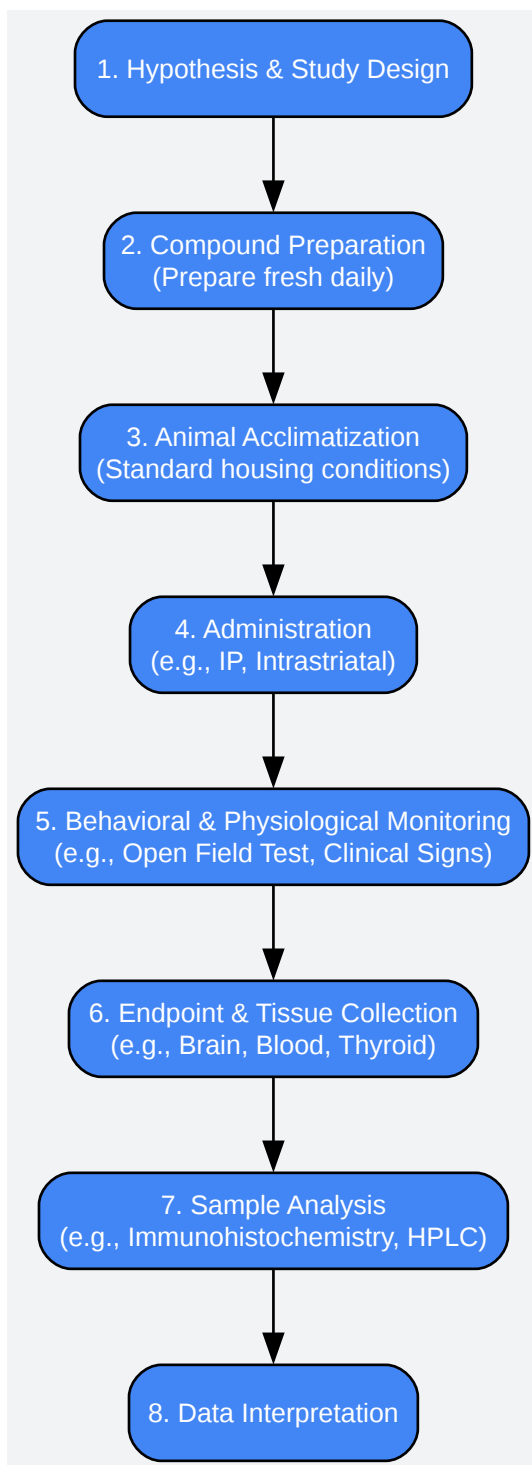 1. Hypothesis & Study Design
2. Compound Preparation
(Prepare fresh daily)
3. Animal Acclimatization
(Standard housing conditions)
4. Administration
(e.g., IP, Intrastriatal)
5. Behavioral & Physiological Monitoring
(e.g., Open Field Test, Clinical Signs)
6. Endpoint & Tissue Collection
(e.g., Brain, Blood, Thyroid)
7. Sample Analysis
(e.g., Immunohistochemistry, HPLC)
8. Data Interpretation